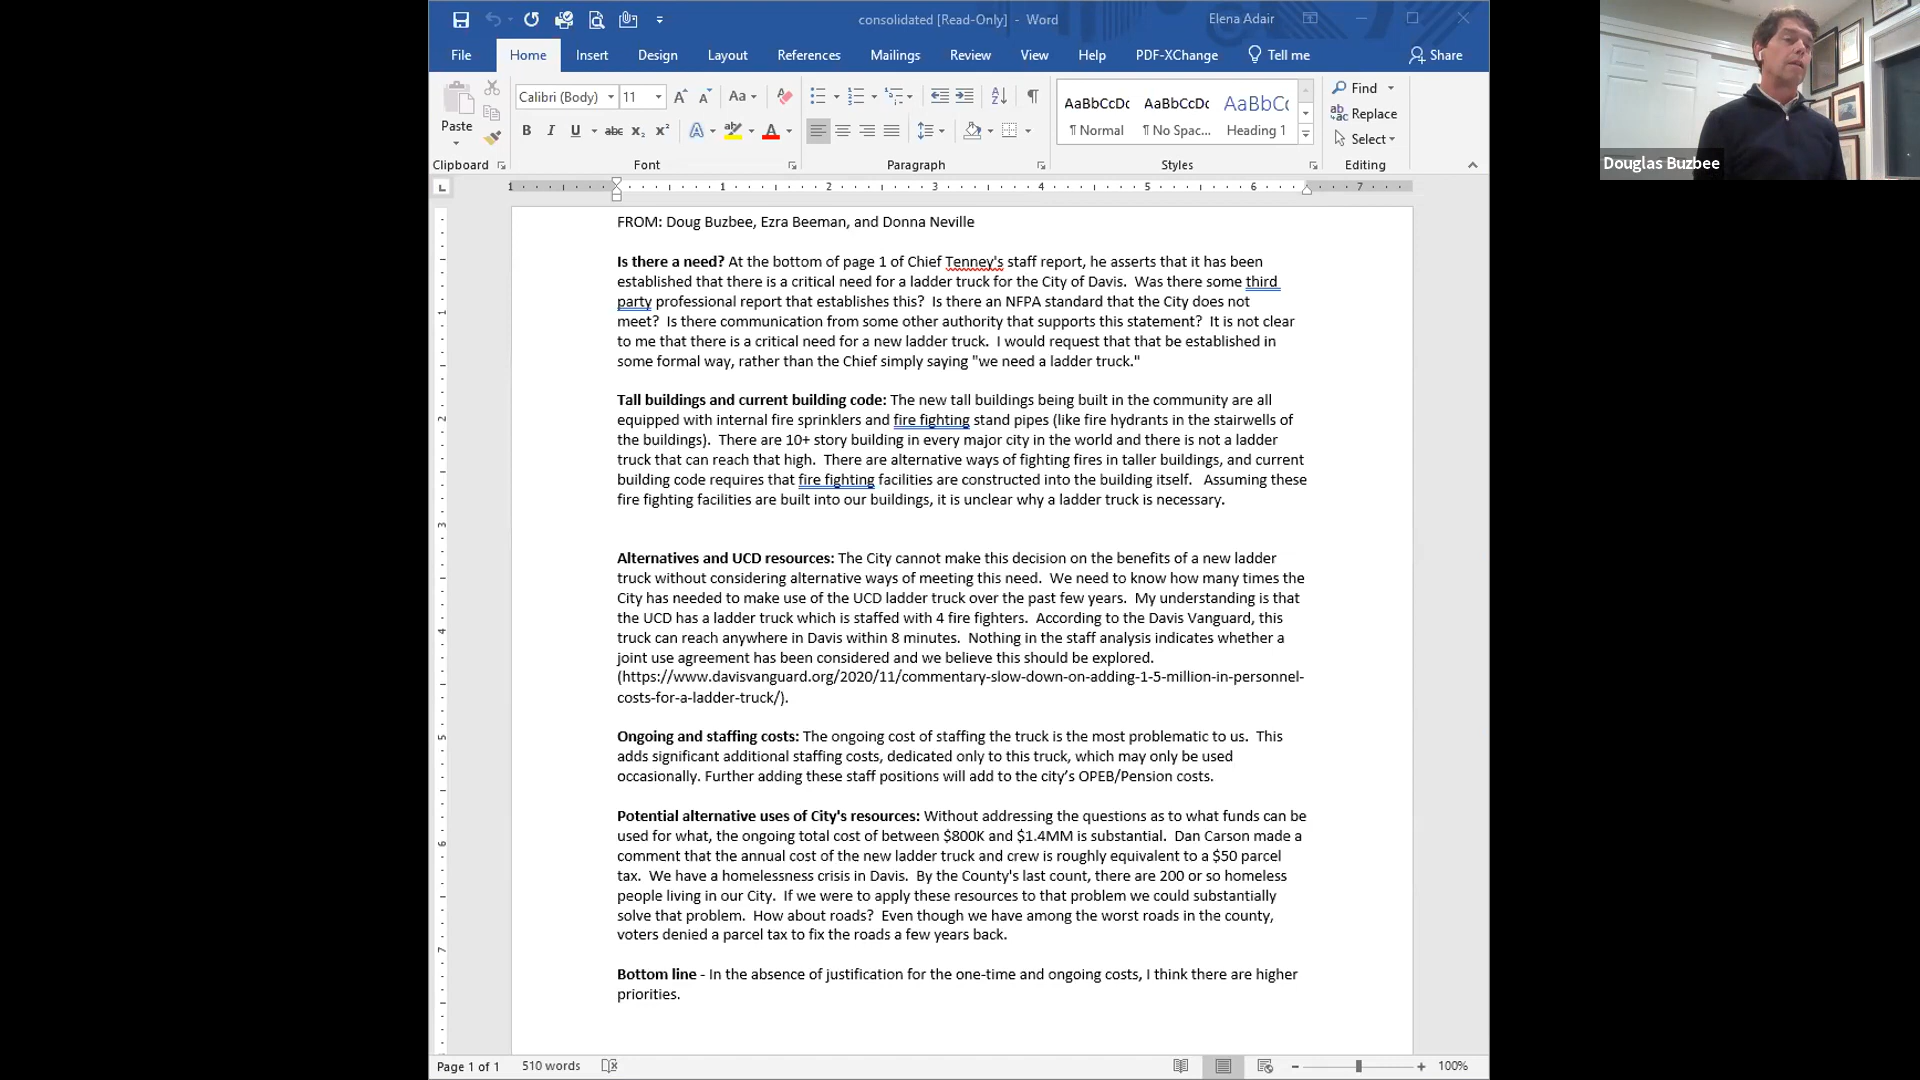 consolidated [Read-Only] - Word
Elena Adair
File Home Insert Design Layout References Mailings Review View Help PDF-XChange Tell me Share
Paste
Calibri (Body) 11
Aa
B I U abc x₂ x² A A
AaBbCcDc AaBbCcDc AaBbCc
¶ Normal ¶ No Spac... Heading 1
Find
Replace
Select
Clipboard Font Paragraph Styles Editing
1 1 2 3 4 5 6 7
FROM: Doug Buzbee, Ezra Beeman, and Donna Neville
Is there a need? At the bottom of page 1 of Chief Tenney's staff report, he asserts that it has been
established that there is a critical need for a ladder truck for the City of Davis. Was there some third
party professional report that establishes this? Is there an NFPA standard that the City does not
meet? Is there communication from some other authority that supports this statement? It is not clear
to me that there is a critical need for a new ladder truck. I would request that that be established in
some formal way, rather than the Chief simply saying "we need a ladder truck."
Tall buildings and current building code: The new tall buildings being built in the community are all
equipped with internal fire sprinklers and fire fighting stand pipes (like fire hydrants in the stairwells of
the buildings). There are 10+ story building in every major city in the world and there is not a ladder
truck that can reach that high. There are alternative ways of fighting fires in taller buildings, and current
building code requires that fire fighting facilities are constructed into the building itself. Assuming these
fire fighting facilities are built into our buildings, it is unclear why a ladder truck is necessary.
Alternatives and UCD resources: The City cannot make this decision on the benefits of a new ladder
truck without considering alternative ways of meeting this need. We need to know how many times the
City has needed to make use of the UCD ladder truck over the past few years. My understanding is that
the UCD has a ladder truck which is staffed with 4 fire fighters. According to the Davis Vanguard, this
truck can reach anywhere in Davis within 8 minutes. Nothing in the staff analysis indicates whether a
joint use agreement has been considered and we believe this should be explored.
(https://www.davisvanguard.org/2020/11/commentary-slow-down-on-adding-1-5-million-in-personnel-
costs-for-a-ladder-truck/).
Ongoing and staffing costs: The ongoing cost of staffing the truck is the most problematic to us. This
adds significant additional staffing costs, dedicated only to this truck, which may only be used
occasionally. Further adding these staff positions will add to the city’s OPEB/Pension costs.
Potential alternative uses of City's resources: Without addressing the questions as to what funds can be
used for what, the ongoing total cost of between $800K and $1.4MM is substantial. Dan Carson made a
comment that the annual cost of the new ladder truck and crew is roughly equivalent to a $50 parcel
tax. We have a homelessness crisis in Davis. By the County's last count, there are 200 or so homeless
people living in our City. If we were to apply these resources to that problem we could substantially
solve that problem. How about roads? Even though we have among the worst roads in the county,
voters denied a parcel tax to fix the roads a few years back.
Bottom line - In the absence of justification for the one-time and ongoing costs, I think there are higher
priorities.
Page 1 of 1 510 words
100%
Douglas Buzbee